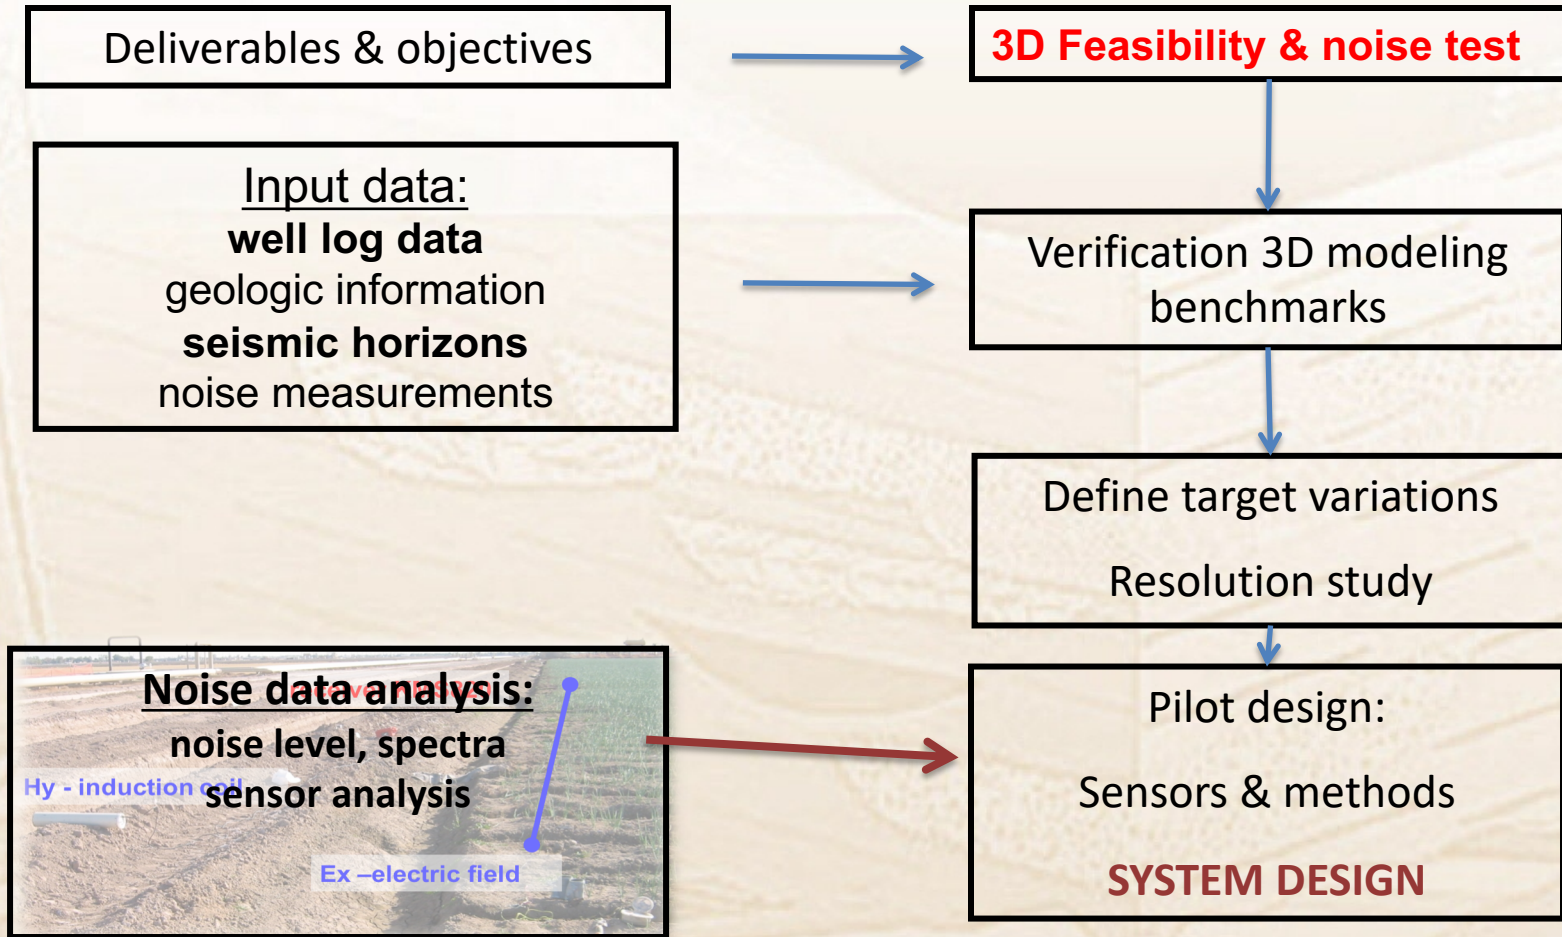 Deliverables & objectives
3D Feasibility & noise test
Input data:
well log data
geologic information
seismic horizons
noise measurements
Verification 3D modeling
benchmarks
Define target variations
Resolution study
Noise data analysis:
noise level, spectra
sensor analysis
Hy - induction coil
Ex –electric field
Pilot design:
Sensors & methods
SYSTEM DESIGN